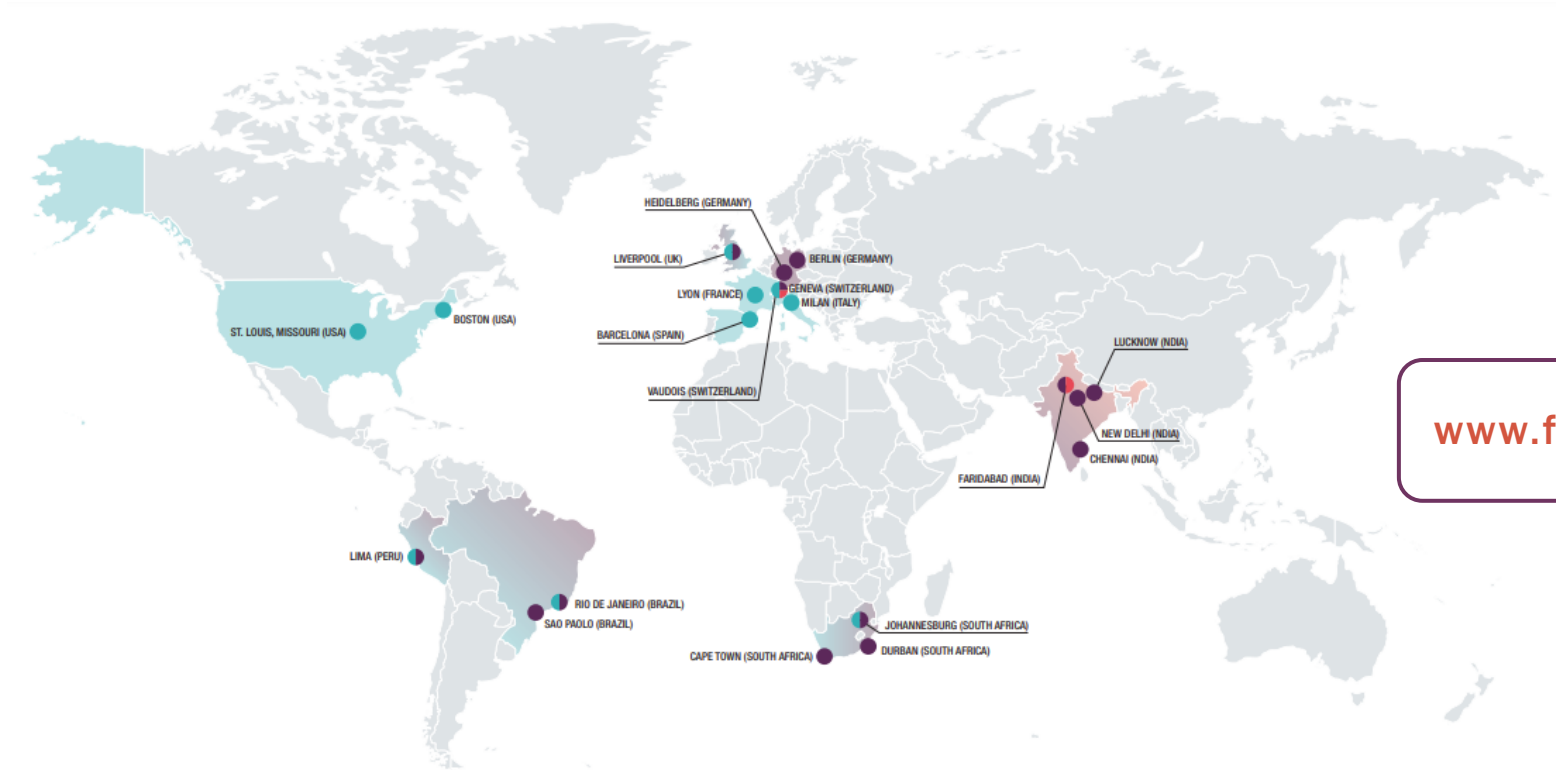 HEIDELBERG (GERMANY)
LIVERPOOL (UK)
BERLIN (GERMANY)
GENEVA (SWITZERLAND)
LYON (FRANCE)
MILAN (ITALY)
BOSTON (USA)
ST. LOUIS, MISSOURI (USA)
BARCELONA (SPAIN)
LUCKNOW (NDIA)
VAUDOIS (SWITZERLAND)
www.f
NEW DELHI (NDIA)
CHENNAI (NDIA)
FARIDABAD (INDIA)
LIMA (PERU)
RIO DE JANEIRO (BRAZIL)
SAO PAOLO (BRAZIL)
JOHANNESBURG (SOUTH AFRICA)
DURBAN (SOUTH AFRICA)
CAPE TOWN (SOUTH AFRICA)